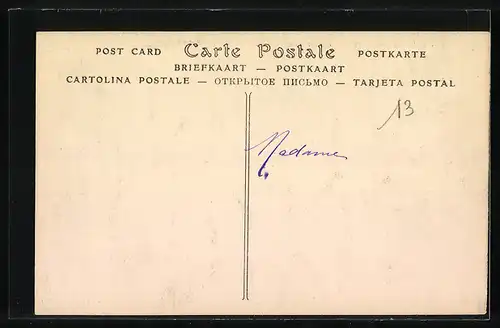 POST CARD Carte Postale POSTKARTE
BRIEFKAART — POSTKAART
CARTOLINA POSTALE — ОТКРЫТОЕ ПИСЬМО — TARJETA POSTAL
13
Madame